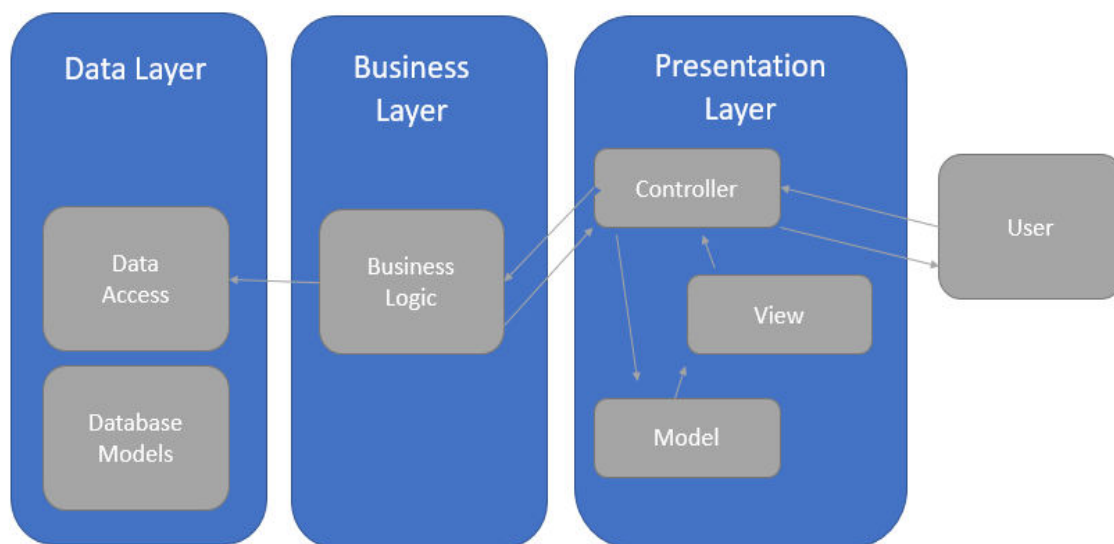 Data Layer
Data
Access
Database
Models
Business
Layer
Business
Logic
Presentation
Layer
Controller
View
Model
User